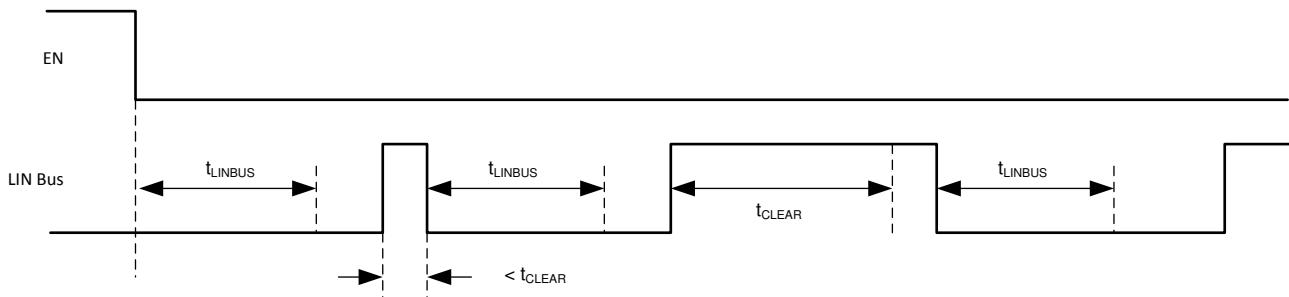 EN
LIN Bus
tLINBUS
tLINBUS
tLINBUS
tCLEAR
< tCLEAR